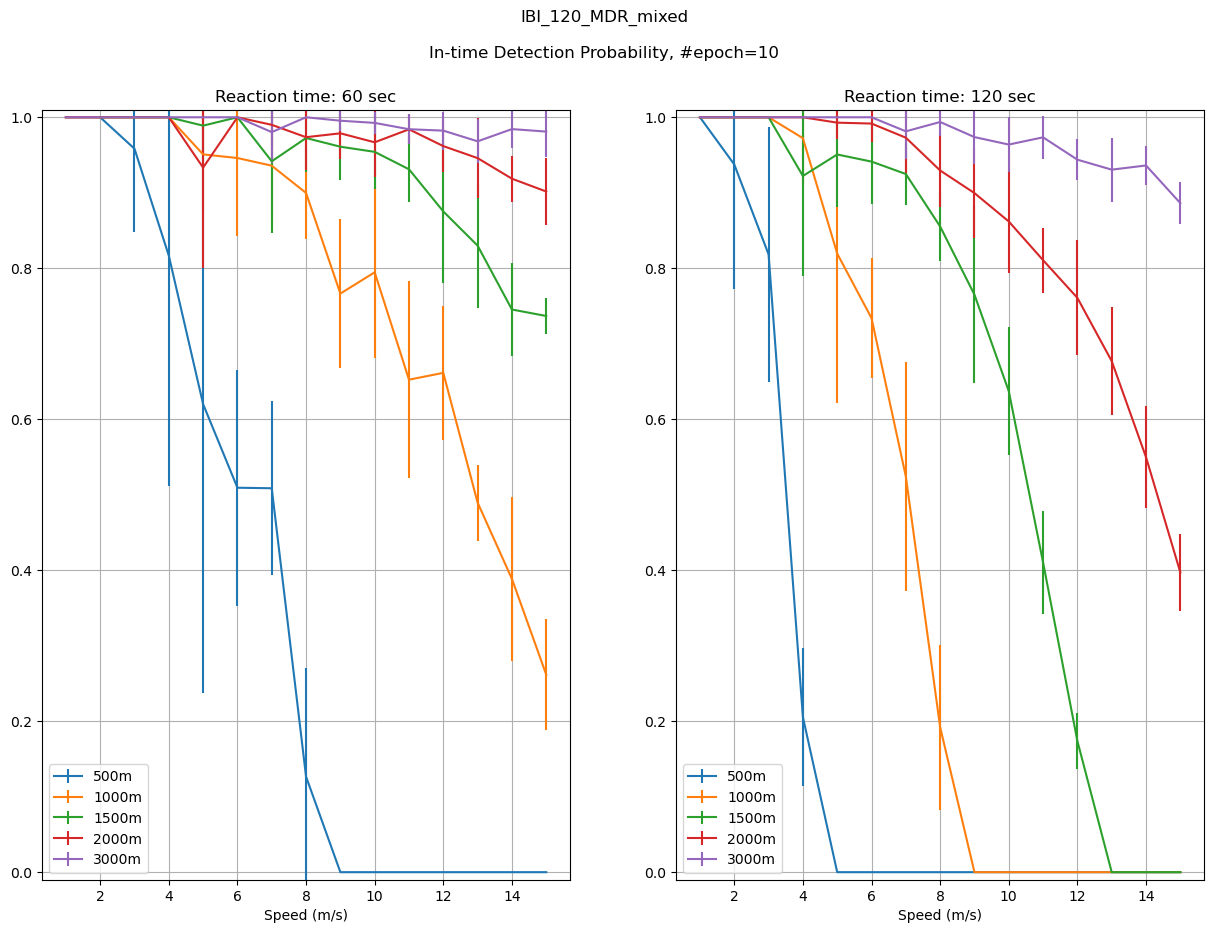 IBI_120_MDR_mixed
In-time Detection Probability, #epoch=10
Reaction time: 60 sec
1.0
0.8
0.6
0.4
0.2
0.0
500m
1000m
1500m
2000m
3000m
2 4 6 8 10 12 14
Speed (m/s)
Reaction time: 120 sec
1.0
0.8
0.6
0.4
0.2
0.0
500m
1000m
1500m
2000m
3000m
2 4 6 8 10 12 14
Speed (m/s)